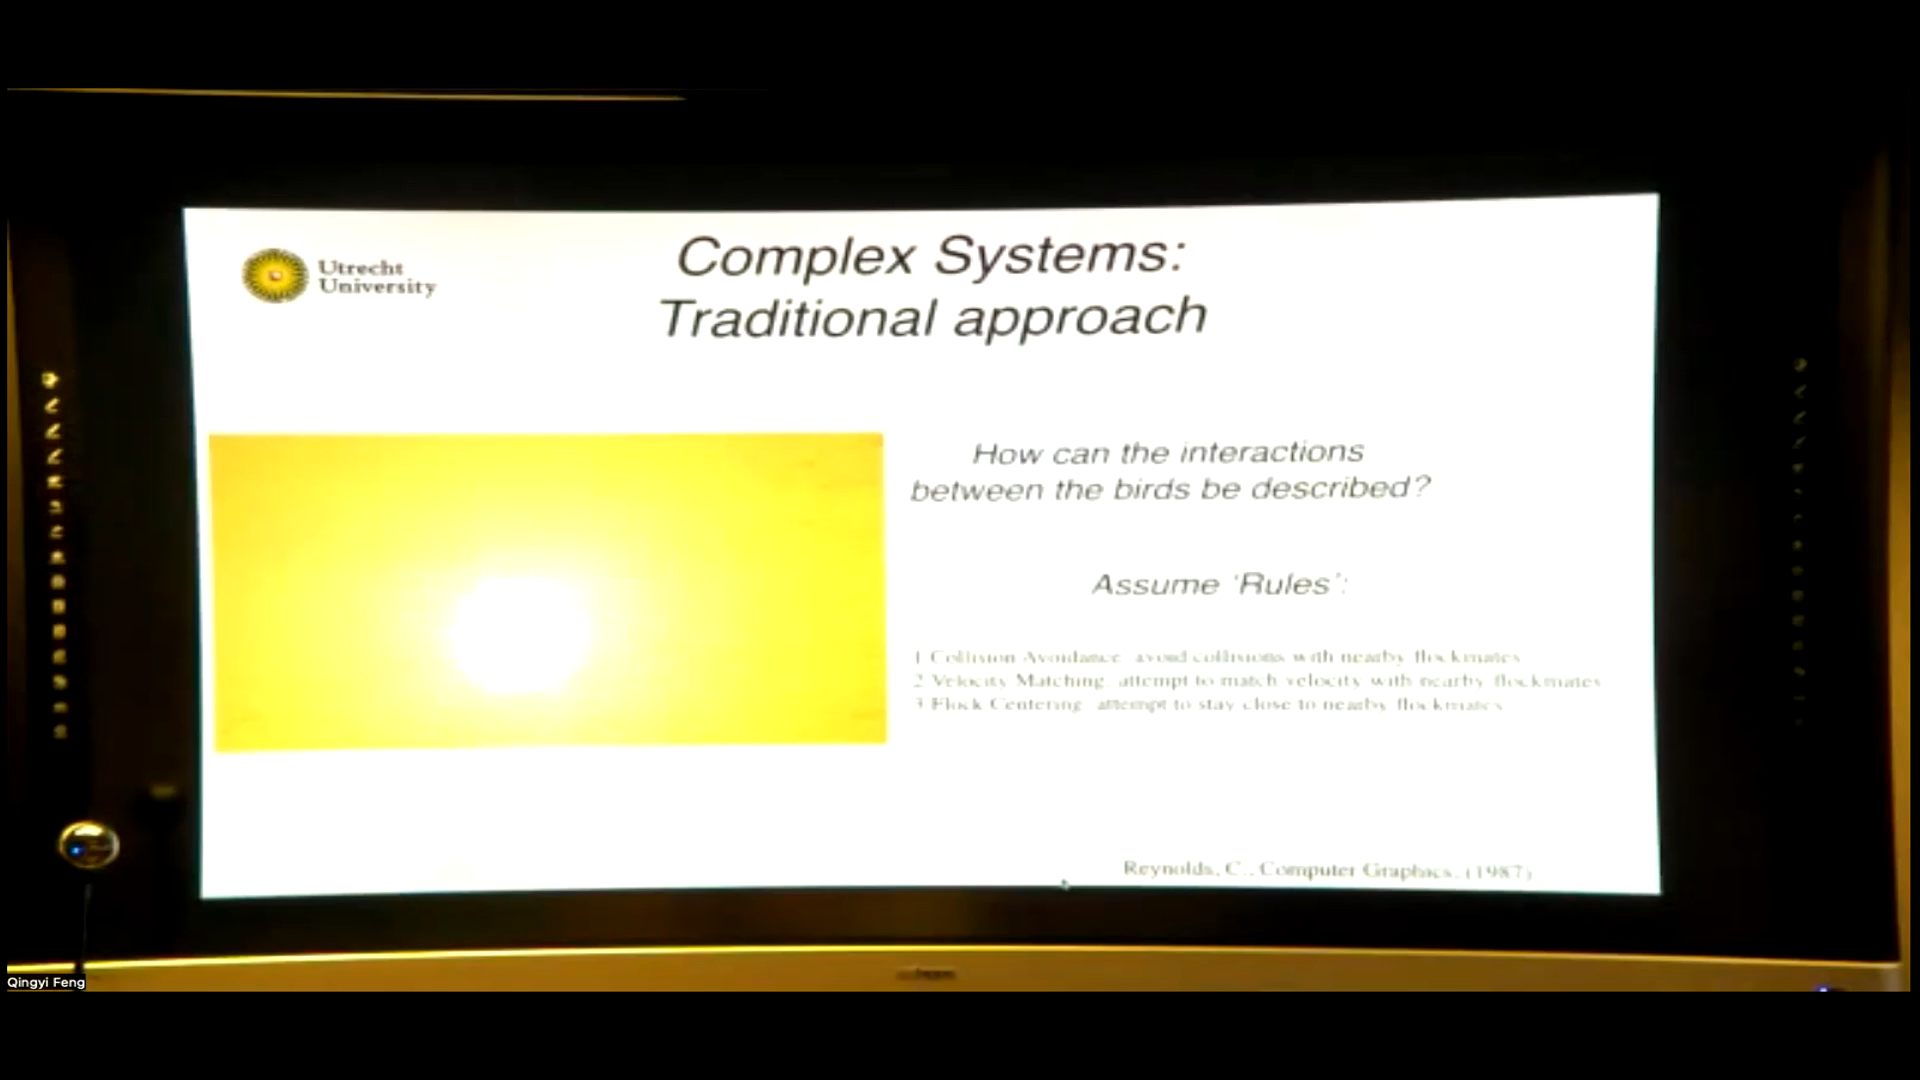 Utrecht
University
Complex Systems:
Traditional approach
How can the interactions
between the birds be described?
Assume 'Rules':
1 Collision Avoidance: avoid collisions with nearby flockmates
2 Velocity Matching: attempt to match velocity with nearby flockmates
3 Flock Centering: attempt to stay close to nearby flockmates
Reynolds, C., Computer Graphics, (1987)
Qingyi Feng